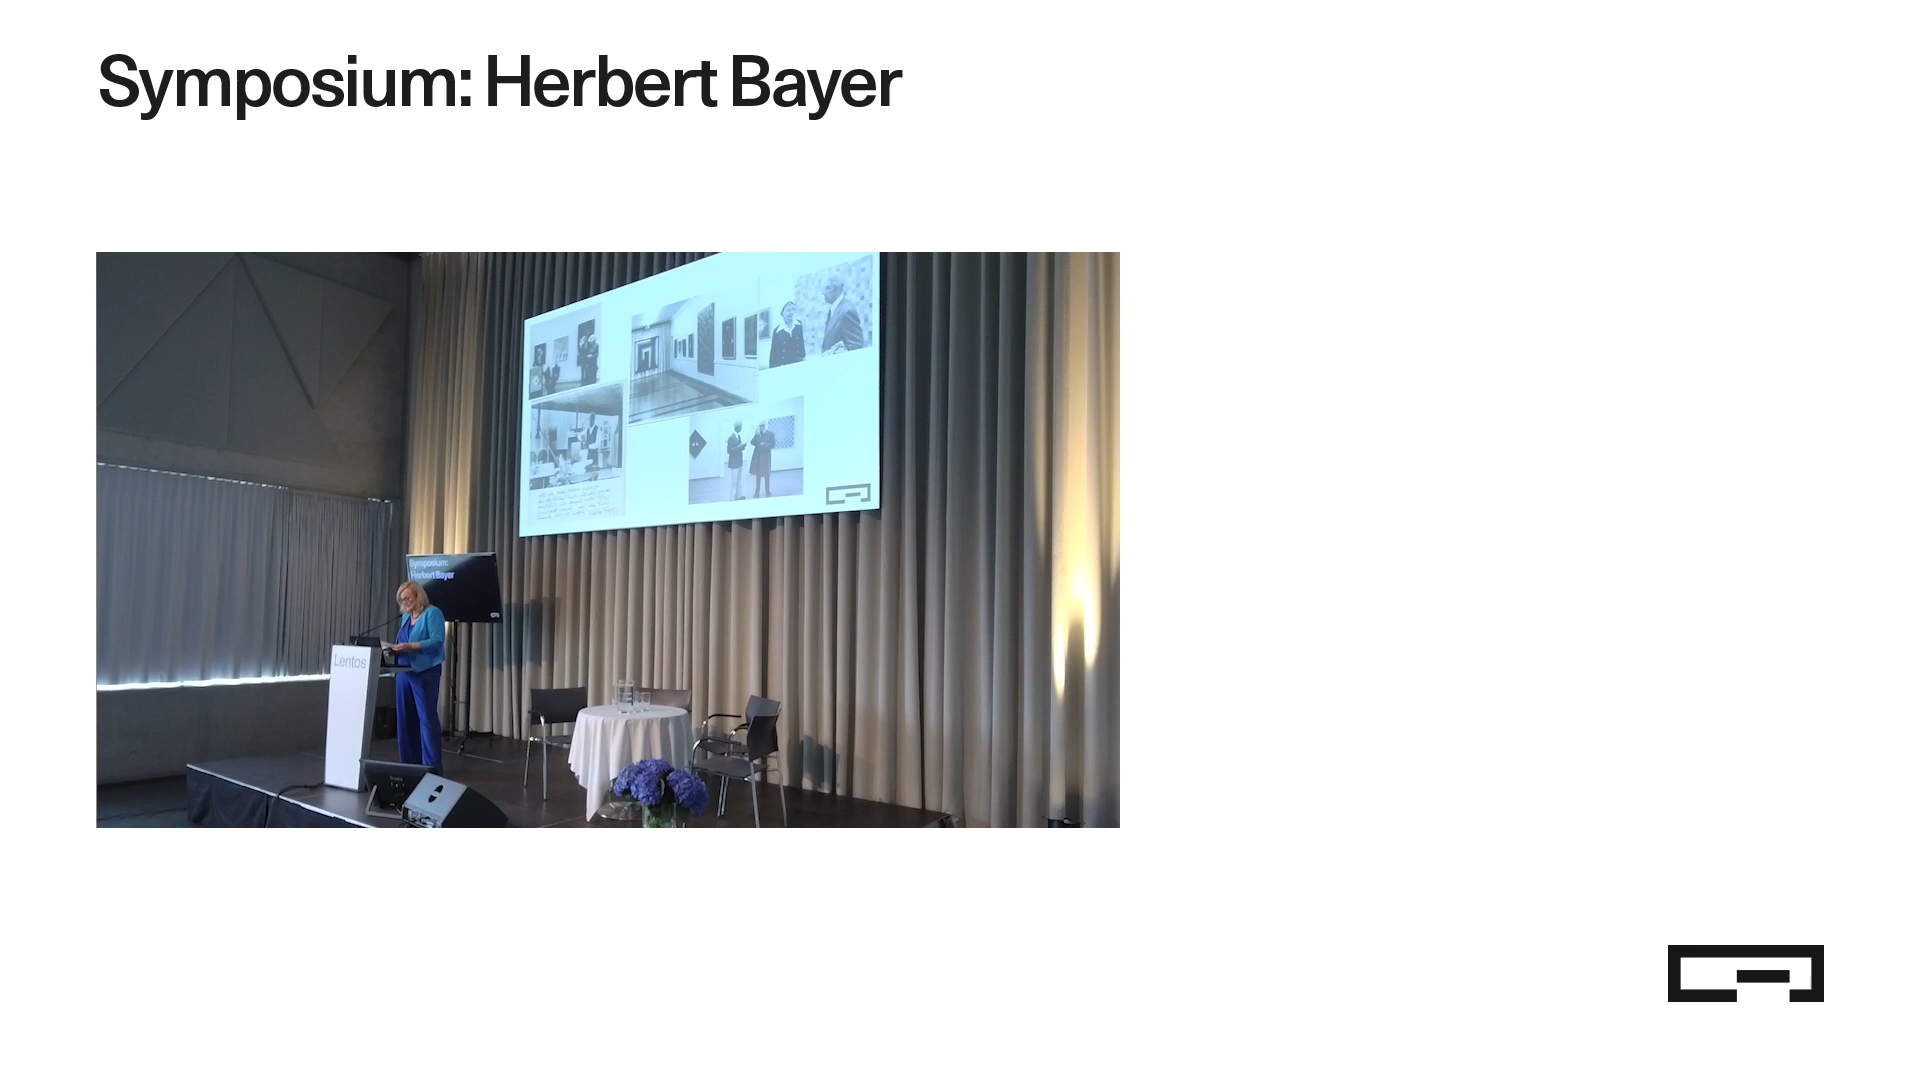 Symposium: Herbert Bayer
Symposium:
Herbert Bayer
Lentos